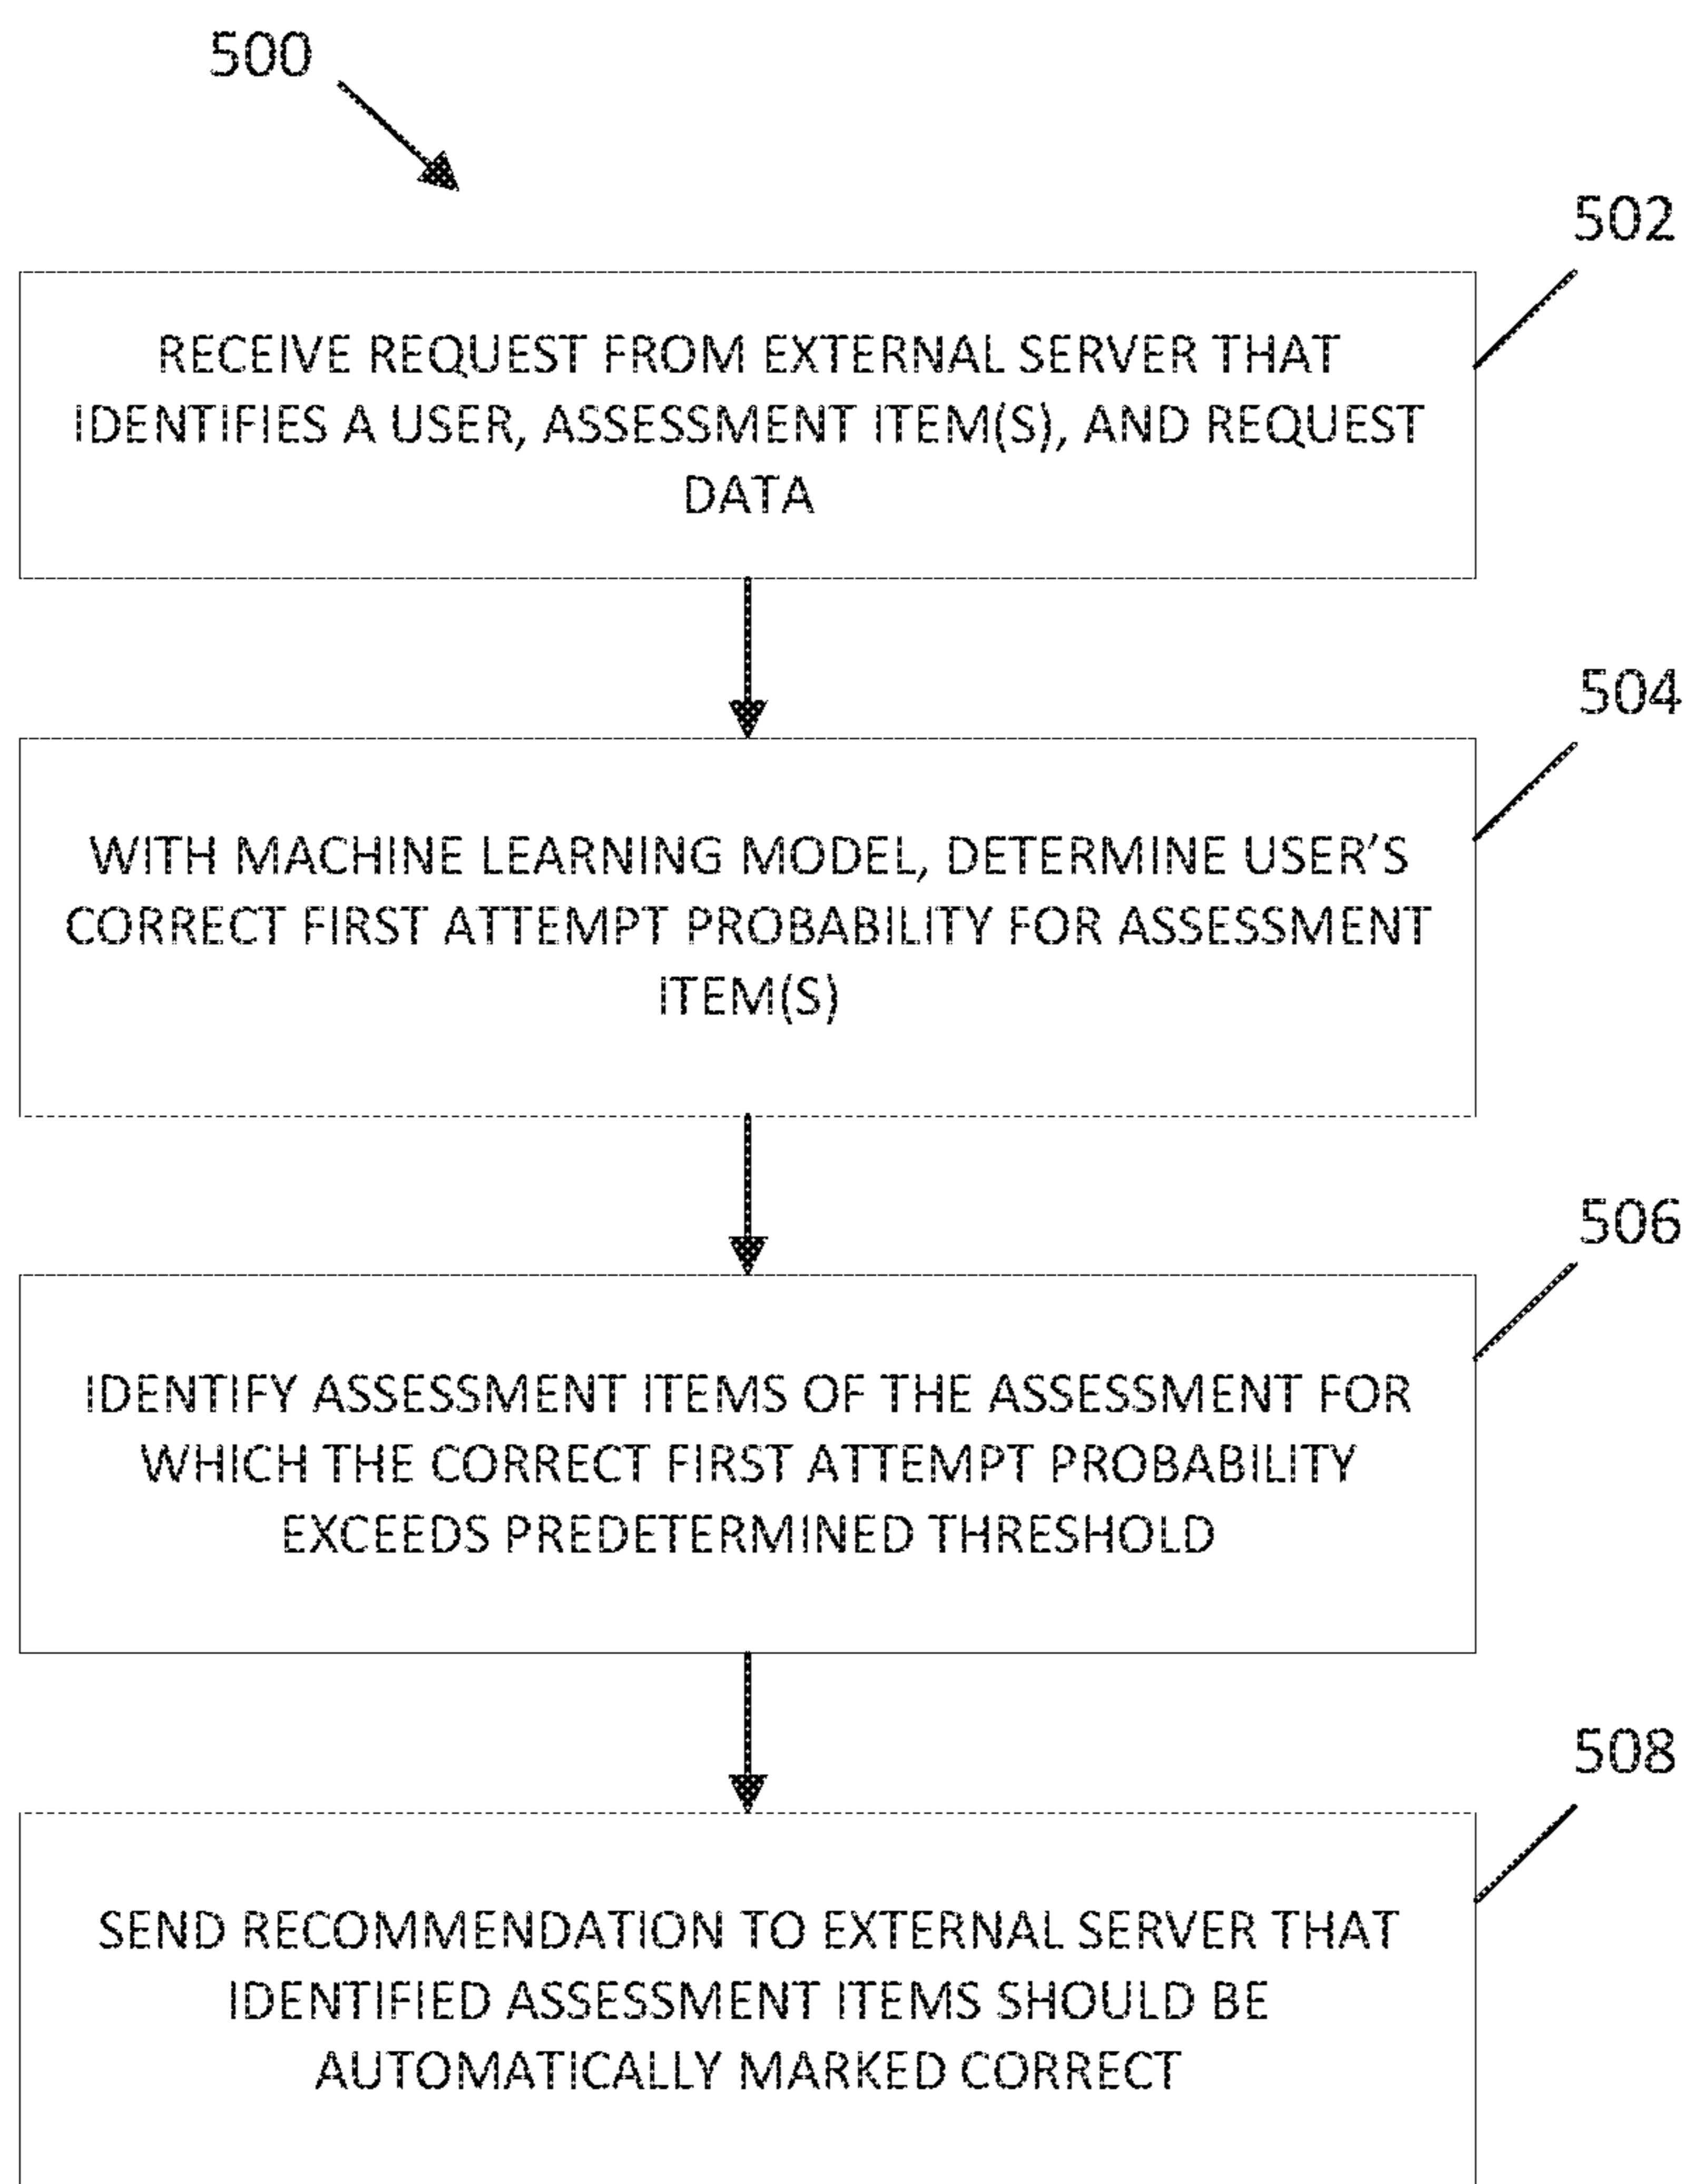 500
502
RECEIVE REQUEST FROM EXTERNAL SERVER THAT
IDENTIFIES A USER, ASSESSMENT ITEM(S), AND REQUEST
DATA
504
WITH MACHINE LEARNING MODEL, DETERMINE USER'S
CORRECT FIRST ATTEMPT PROBABILITY FOR ASSESSMENT
ITEM(S)
506
IDENTIFY ASSESSMENT ITEMS OF THE ASSESSMENT FOR
WHICH THE CORRECT FIRST ATTEMPT PROBABILITY
EXCEEDS PREDETERMINED THRESHOLD
508
SEND RECOMMENDATION TO EXTERNAL SERVER THAT
IDENTIFIED ASSESSMENT ITEMS SHOULD BE
AUTOMATICALLY MARKED CORRECT